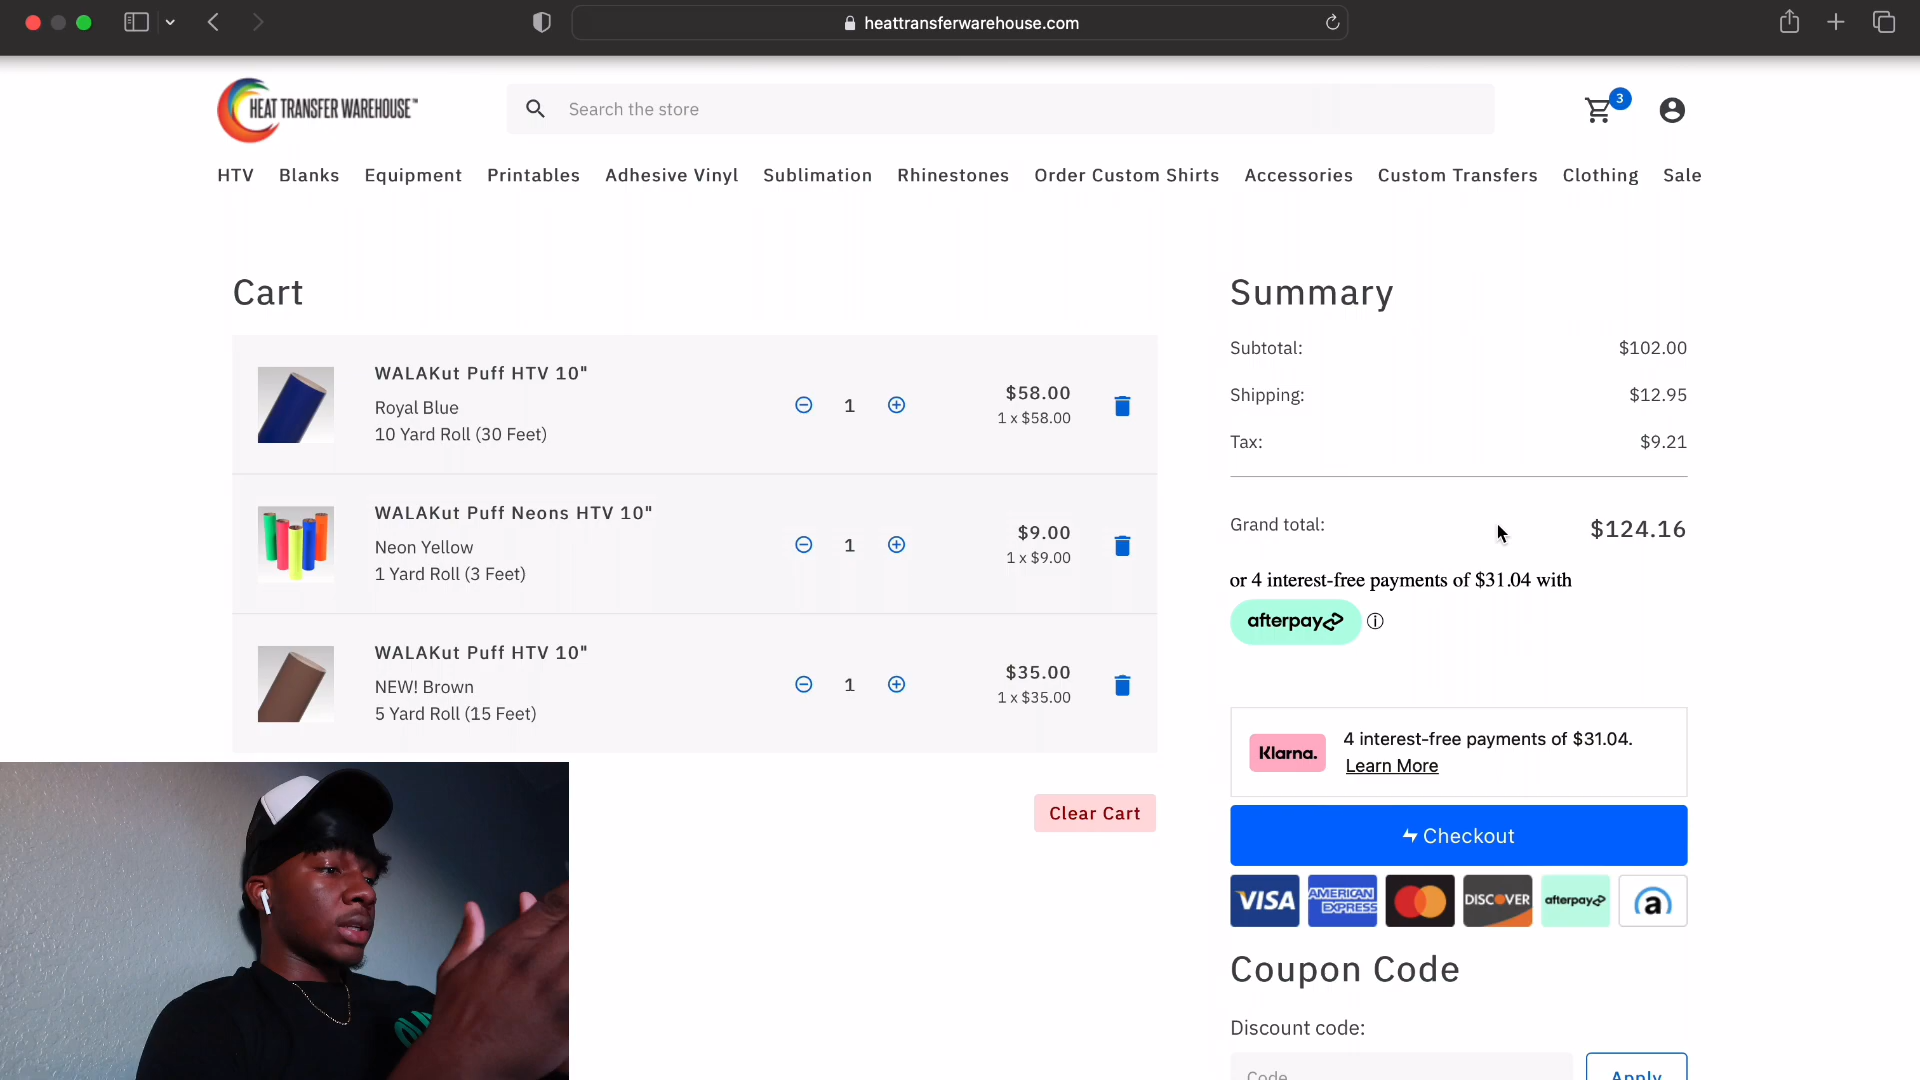 heattransferwarehouse.com
HEAT TRANSFER WAREHOUSE™
Search the store
3
HTV Blanks Equipment Printables Adhesive Vinyl Sublimation Rhinestones Order Custom Shirts Accessories Custom Transfers Clothing Sale
Cart
WALAKut Puff HTV 10"
Royal Blue
10 Yard Roll (30 Feet)
1
$58.00
1 x $58.00
WALAKut Puff Neons HTV 10"
Neon Yellow
1 Yard Roll (3 Feet)
1
$9.00
1 x $9.00
WALAKut Puff HTV 10"
NEW! Brown
5 Yard Roll (15 Feet)
1
$35.00
1 x $35.00
Clear Cart
Summary
Subtotal: $102.00
Shipping: $12.95
Tax: $9.21
Grand total: $124.16
or 4 interest-free payments of $31.04 with
afterpay
Klarna.
4 interest-free payments of $31.04.
Learn More
Checkout
VISA
AMERICAN EXPRESS
DISCOVER
afterpay
a
Coupon Code
Discount code:
Code
Apply